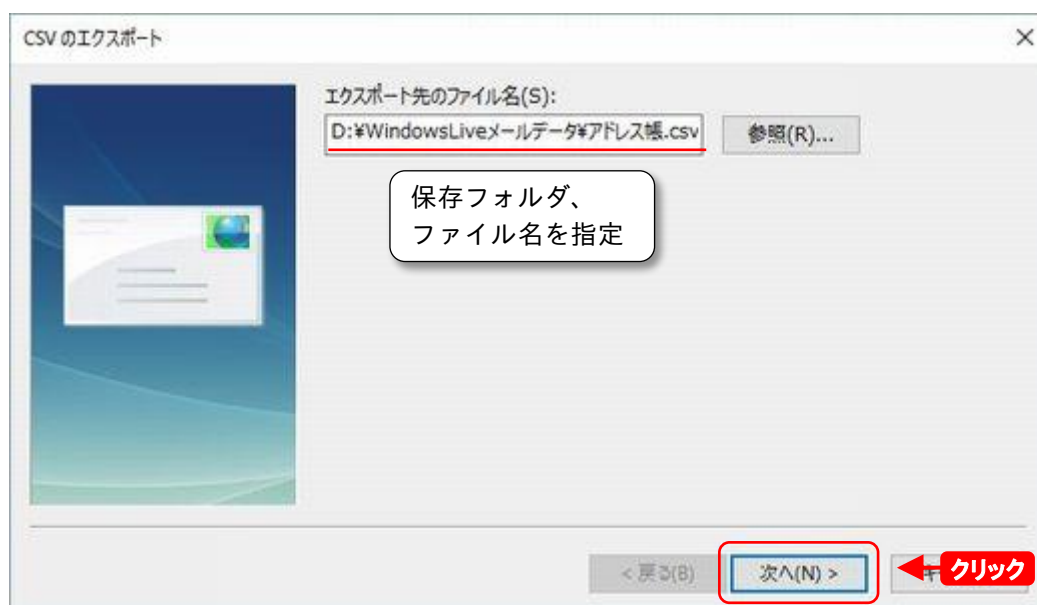 CSV のエクスポート
エクスポート先のファイル名(S):
D:¥WindowsLiveメールデータ¥アドレス帳.csv
参照(R)...
保存フォルダ、
ファイル名を指定
< 戻る(B)
次へ(N) >
クリック